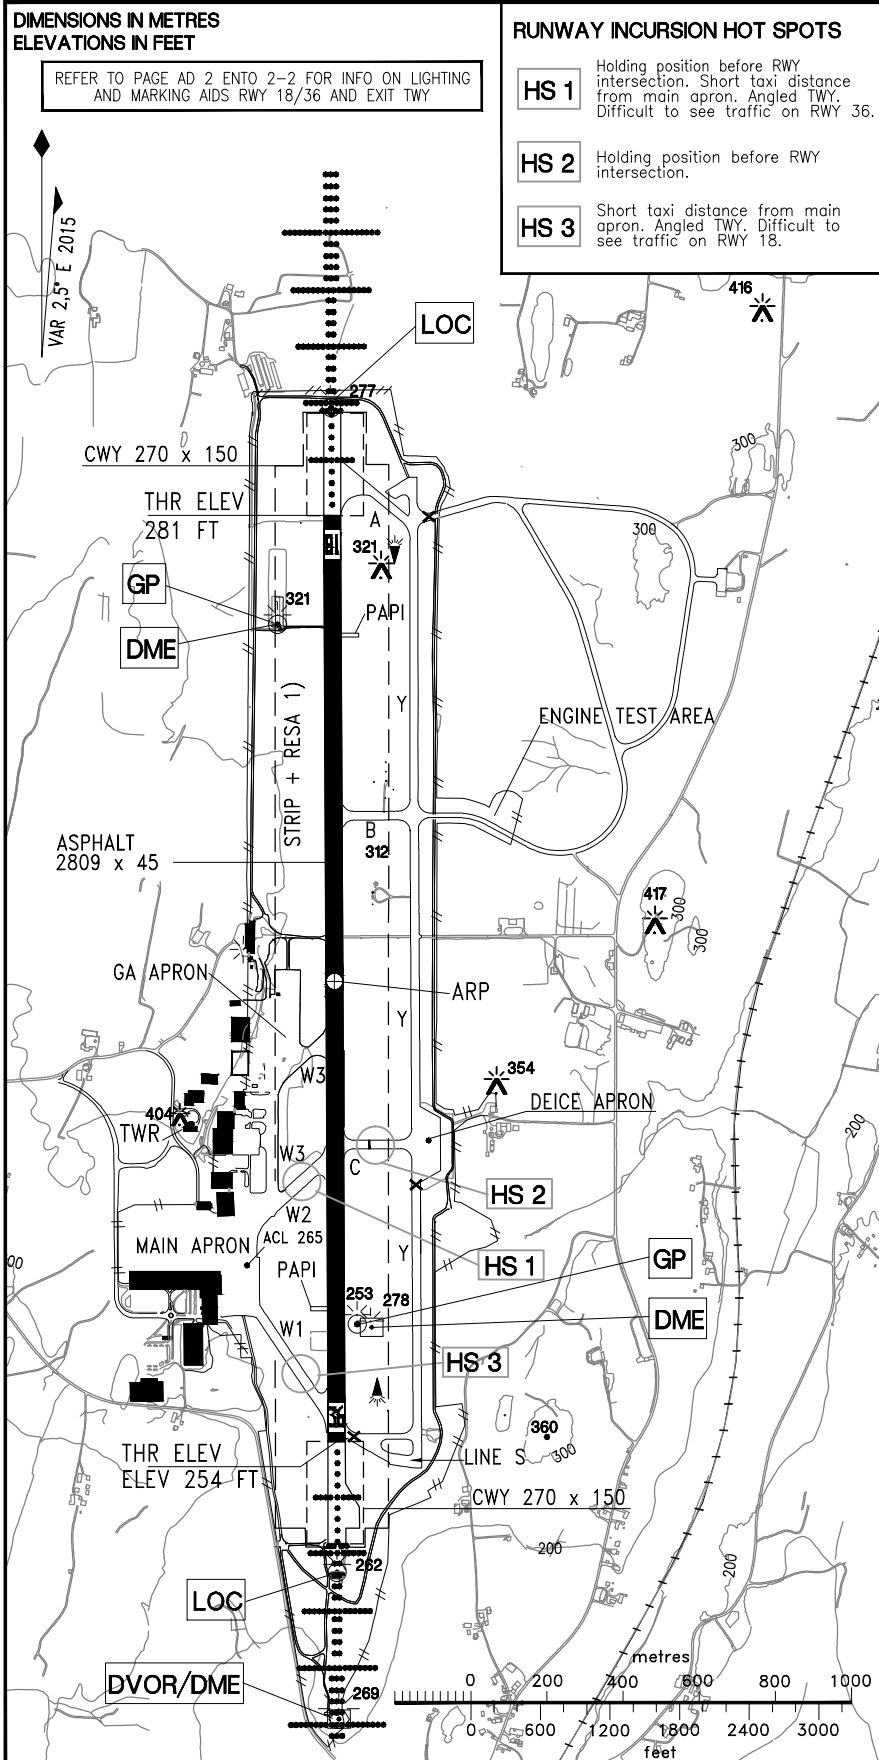 DIMENSIONS IN METRES
ELEVATIONS IN FEET
REFER TO PAGE AD 2 ENTO 2-2 FOR INFO ON LIGHTING
AND MARKING AIDS RWY 18/36 AND EXIT TWY
RUNWAY INCURSION HOT SPOTS
HS 1
Holding position before RWY
intersection. Short taxi distance
from main apron. Angled TWY.
Difficult to see traffic on RWY 36.
HS 2
Holding position before RWY
intersection.
HS 3
Short taxi distance from main
apron. Angled TWY. Difficult to
see traffic on RWY 18.
VAR 2,5° E 2015
416
LOC
277
CWY 270 x 150
300
THR ELEV
281 FT
A
321
300
GP
321
PAPI
DME
Y
STRIP + RESA 1)
ENGINE TEST AREA
B
312
ASPHALT
2809 x 45
417
300
300
GA APRON
ARP
Y
W3
354
DEICE APRON
404
TWR
200
W3
C
HS 2
W2
MAIN APRON
ACL 265
HS 1
GP
PAPI
Y
253
278
DME
W1
HS 3
360
300
THR ELEV
ELEV 254 FT
LINE S
CWY 270 x 150
200
200
262
LOC
DVOR/DME
269
metres
0 200 400 600 800 1000
0 600 1200 1800 2400 3000
feet